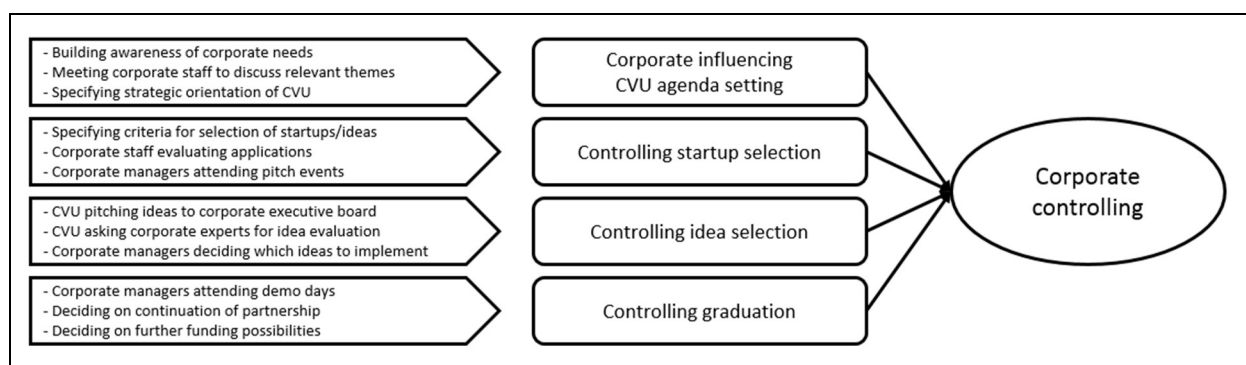 - Building awareness of corporate needs
- Meeting corporate staff to discuss relevant themes
- Specifying strategic orientation of CVU
Corporate influencing
CVU agenda setting
- Specifying criteria for selection of startups/ideas
- Corporate staff evaluating applications
- Corporate managers attending pitch events
Controlling startup selection
- CVU pitching ideas to corporate executive board
- CVU asking corporate experts for idea evaluation
- Corporate managers deciding which ideas to implement
Controlling idea selection
- Corporate managers attending demo days
- Deciding on continuation of partnership
- Deciding on further funding possibilities
Controlling graduation
Corporate
controlling